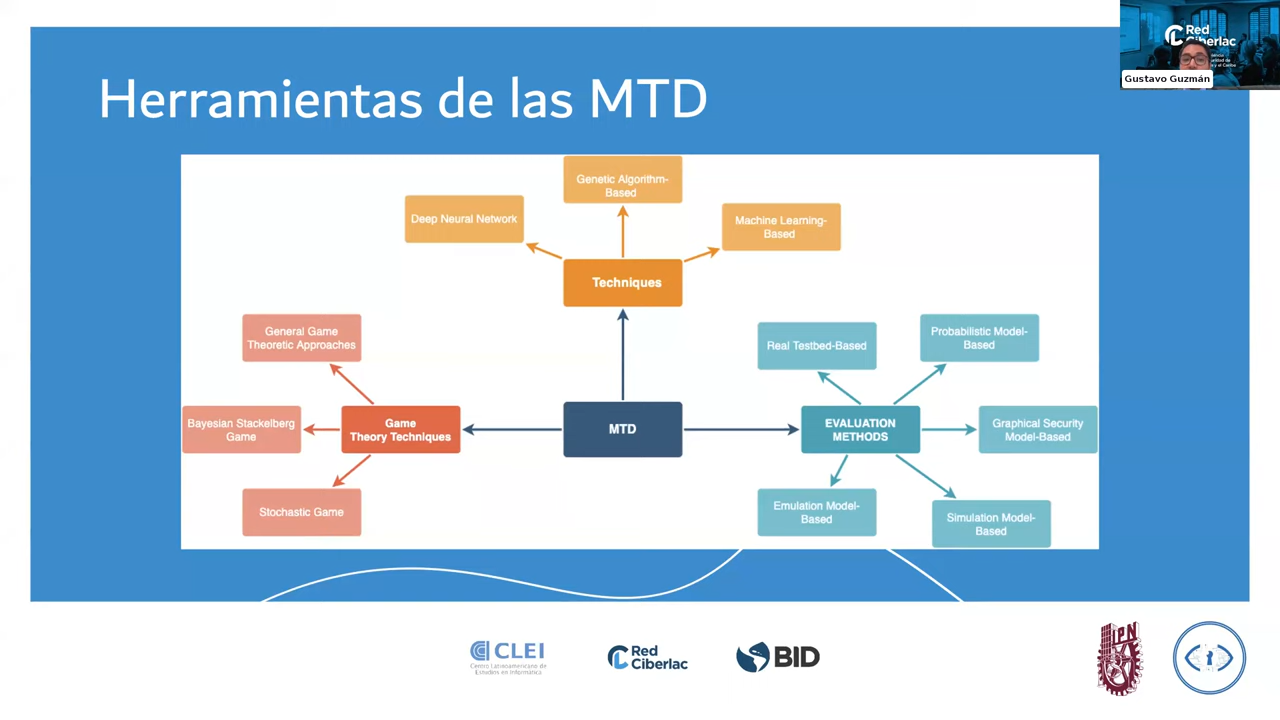 Herramientas de las MTD
Red
Ciberlac
Gustavo Guzmán
Genetic Algorithm-
Based
Deep Neural Network
Machine Learning-
Based
Techniques
General Game
Theoretic Approaches
Real Testbed-Based
Probabilistic Model-
Based
Bayesian Stackelberg
Game
Game
Theory Techniques
MTD
EVALUATION
METHODS
Graphical Security
Model-Based
Stochastic Game
Emulation Model-
Based
Simulation Model-
Based
CLEI
Centro Latinoamericano de
Estudios en Informática
Red
Ciberlac
BID
IPN